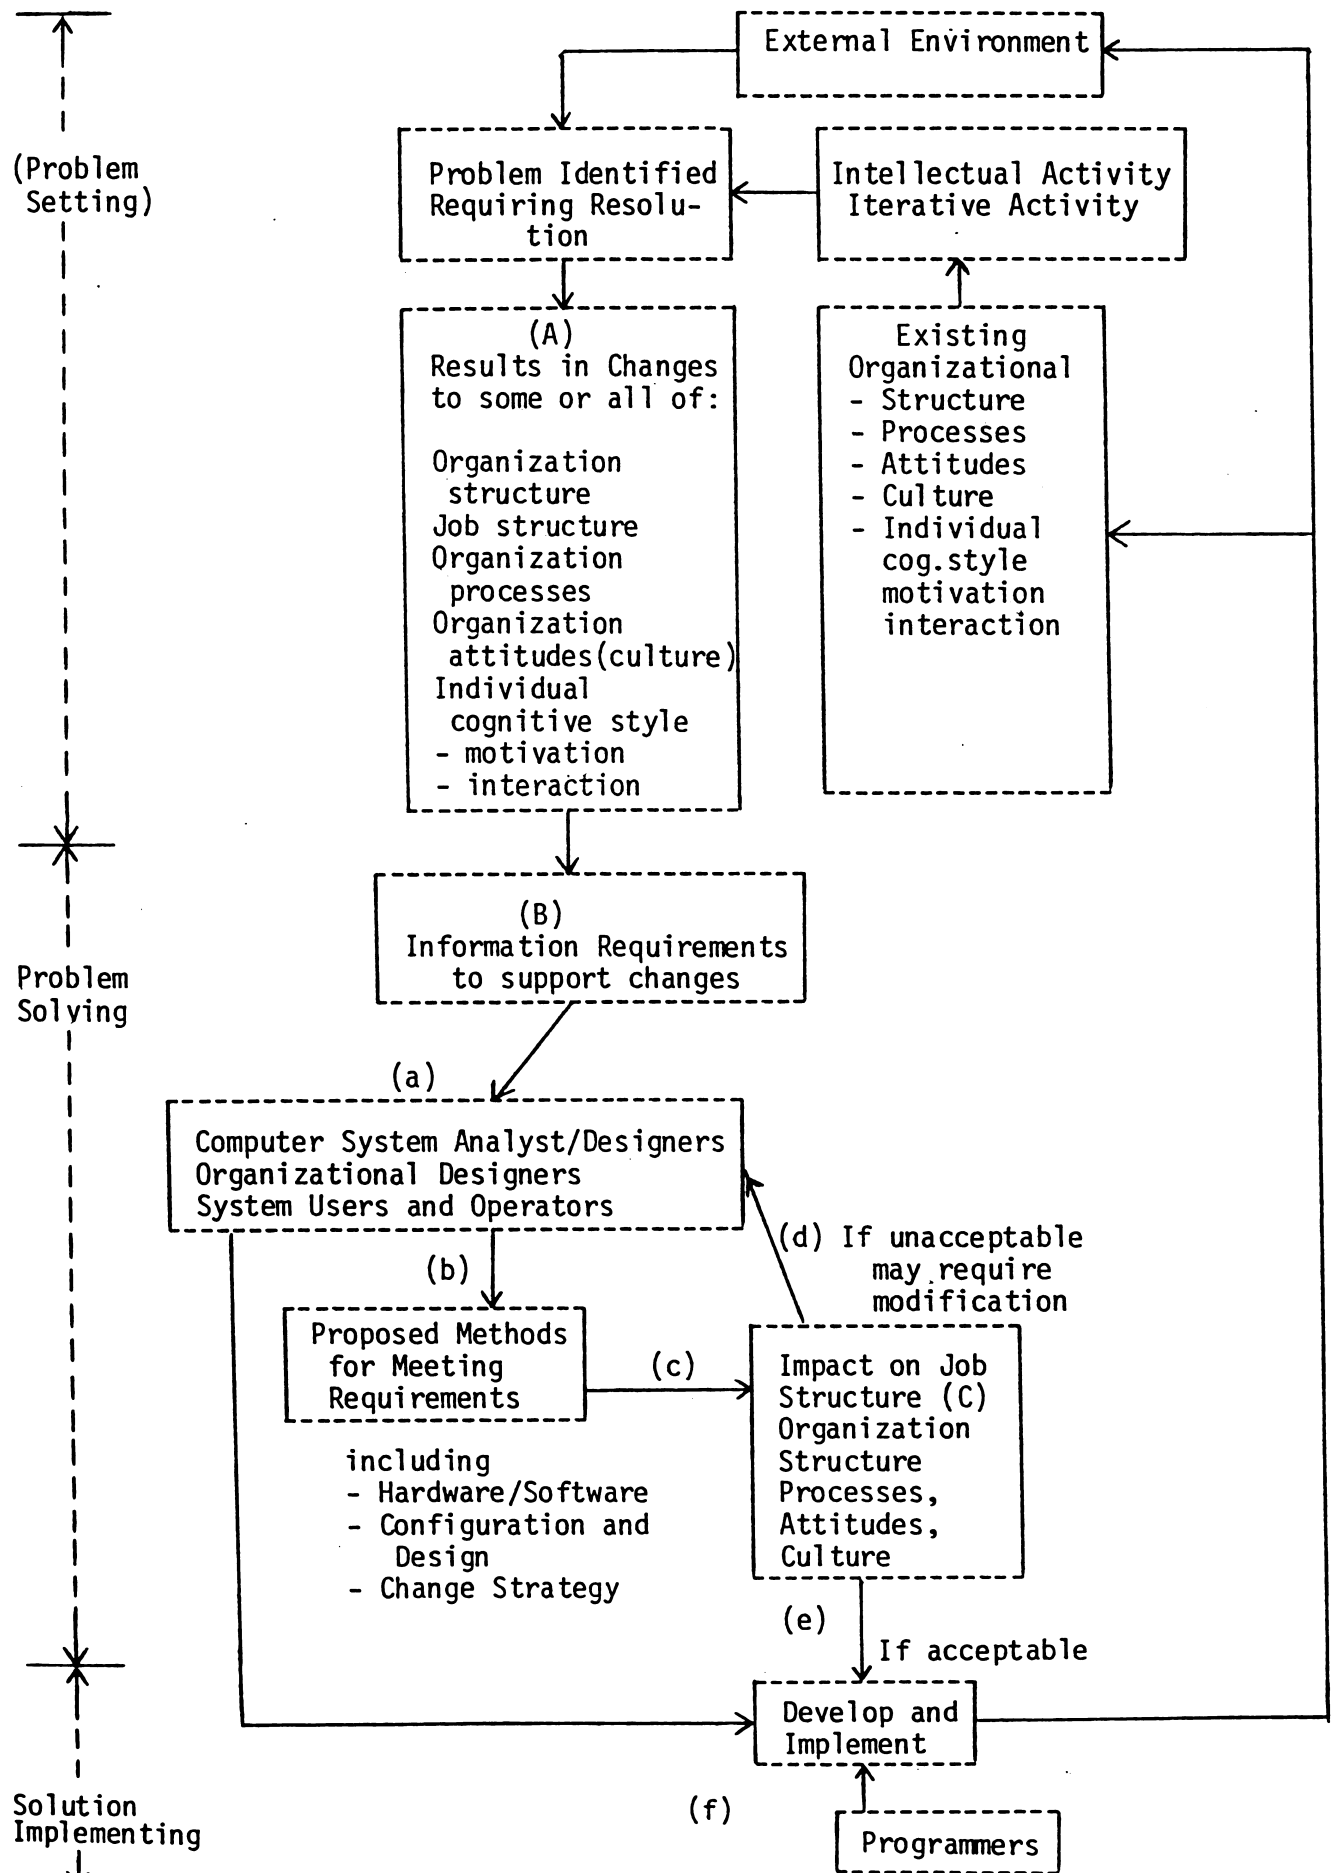 External Environment
(Problem
Setting)
Problem Identified
Requiring Resolu-
tion
Intellectual Activity
Iterative Activity
(A)
Results in Changes
to some or all of:
Organization
structure
Job structure
Organization
processes
Organization
attitudes(culture)
Individual
cognitive style
- motivation
- interaction
Existing
Organizational
- Structure
- Processes
- Attitudes
- Culture
- Individual
cog.style
motivation
interaction
Problem
Solving
(B)
Information Requirements
to support changes
(a)
Computer System Analyst/Designers
Organizational Designers
System Users and Operators
(b)
(d) If unacceptable
may require
modification
Proposed Methods
for Meeting
Requirements
(c)
including
- Hardware/Software
- Configuration and
Design
- Change Strategy
Impact on Job
Structure (C)
Organization
Structure
Processes,
Attitudes,
Culture
(e)
If acceptable
Develop and
Implement
Solution
Implementing
(f)
Programmers